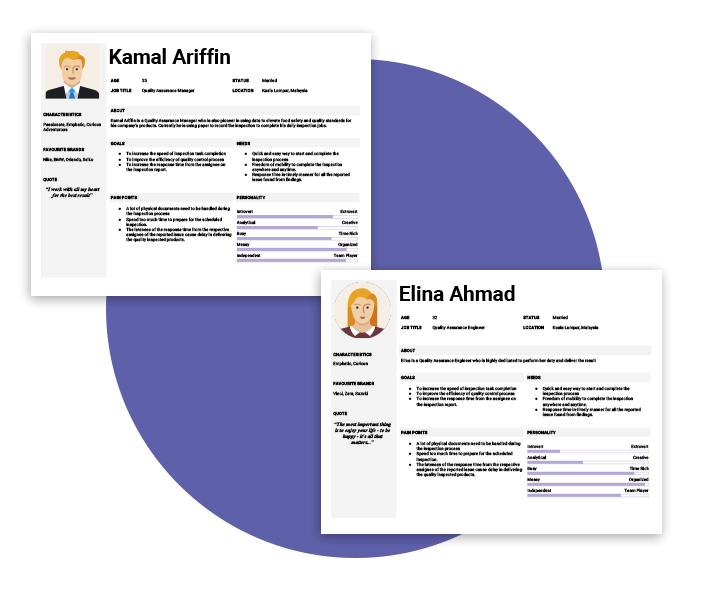 Kamal Ariffin
AGE 35 STATUS Married
JOB TITLE Quality Assurance Manager LOCATION Kuala Lumpur, Malaysia
CHARACTERISTICS
Passionate, Emphatic, Curious
Adventurous
FAVOURITE BRANDS
Nike, BMW, Orlando, Seiko
QUOTE
"I work with all my heart
for the best result"
ABOUT
Kamal Ariffin is a Quality Assurance Manager who is also pioneer in using data to elevate food safety and quality standards for
his company's products. Currently he is using paper to record the inspection to complete his daily inspection jobs.
GOALS
To increase the speed of inspection task completion
To improve the efficiency of quality control process
To increase the response time from the assignee on
the inspection report.
NEEDS
Quick and easy way to start and complete the
inspection process
Freedom of mobility to complete the inspection
anywhere and anytime.
Response time in-timely manner for all the reported
issue found from findings.
PAIN POINTS
A lot of physical documents need to be handled during
the inspection process
Spend too much time to prepare for the scheduled
inspection.
The lateness of the response time from the respective
assignee of the reported issue cause delay in delivering
the quality inspected products.
PERSONALITY
Introvert Extrovert
Analytical Creative
Busy Time Rich
Messy Organized
Independent Team Player
Elina Ahmad
AGE 32 STATUS Married
JOB TITLE Quality Assurance Engineer LOCATION Kuala Lumpur, Malaysia
CHARACTERISTICS
Emphatic, Curious
FAVOURITE BRANDS
Vinci, Zara, Suzuki
QUOTE
"The most important thing
is to enjoy your life - to be
happy - it's all that
matters..."
ABOUT
Elina is a Quality Assurance Engineer who is highly dedicated to perform her duty and deliver the result
GOALS
To increase the speed of inspection task completion
To improve the efficiency of quality control process
To increase the response time from the assignee on
the inspection report.
NEEDS
Quick and easy way to start and complete the
inspection process
Freedom of mobility to complete the inspection
anywhere and anytime.
Response time in-timely manner for all the reported
issue found from findings.
PAIN POINTS
A lot of physical documents need to be handled during
the inspection process
Spend too much time to prepare for the scheduled
inspection.
The lateness of the response time from the respective
assignee of the reported issue cause delay in delivering
the quality inspected products.
PERSONALITY
Introvert Extrovert
Analytical Creative
Busy Time Rich
Messy Organized
Independent Team Player